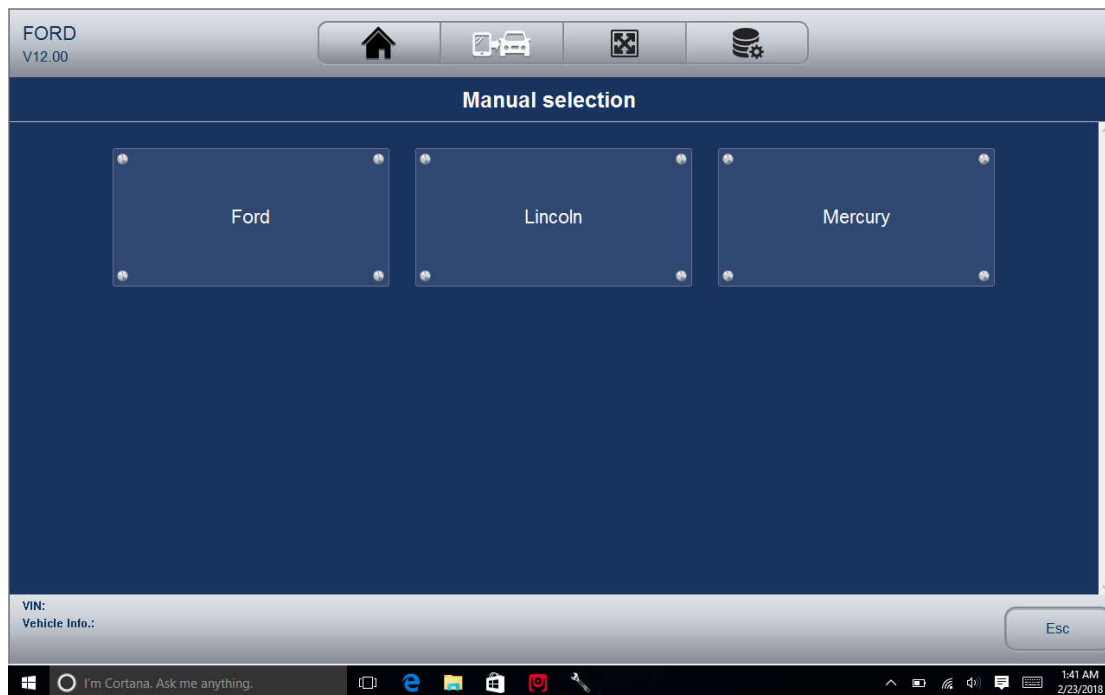 FORD
V12.00
Manual selection
Ford
Lincoln
Mercury
VIN:
Vehicle Info.:
Esc
I'm Cortana. Ask me anything.
1:41 AM
2/23/2018